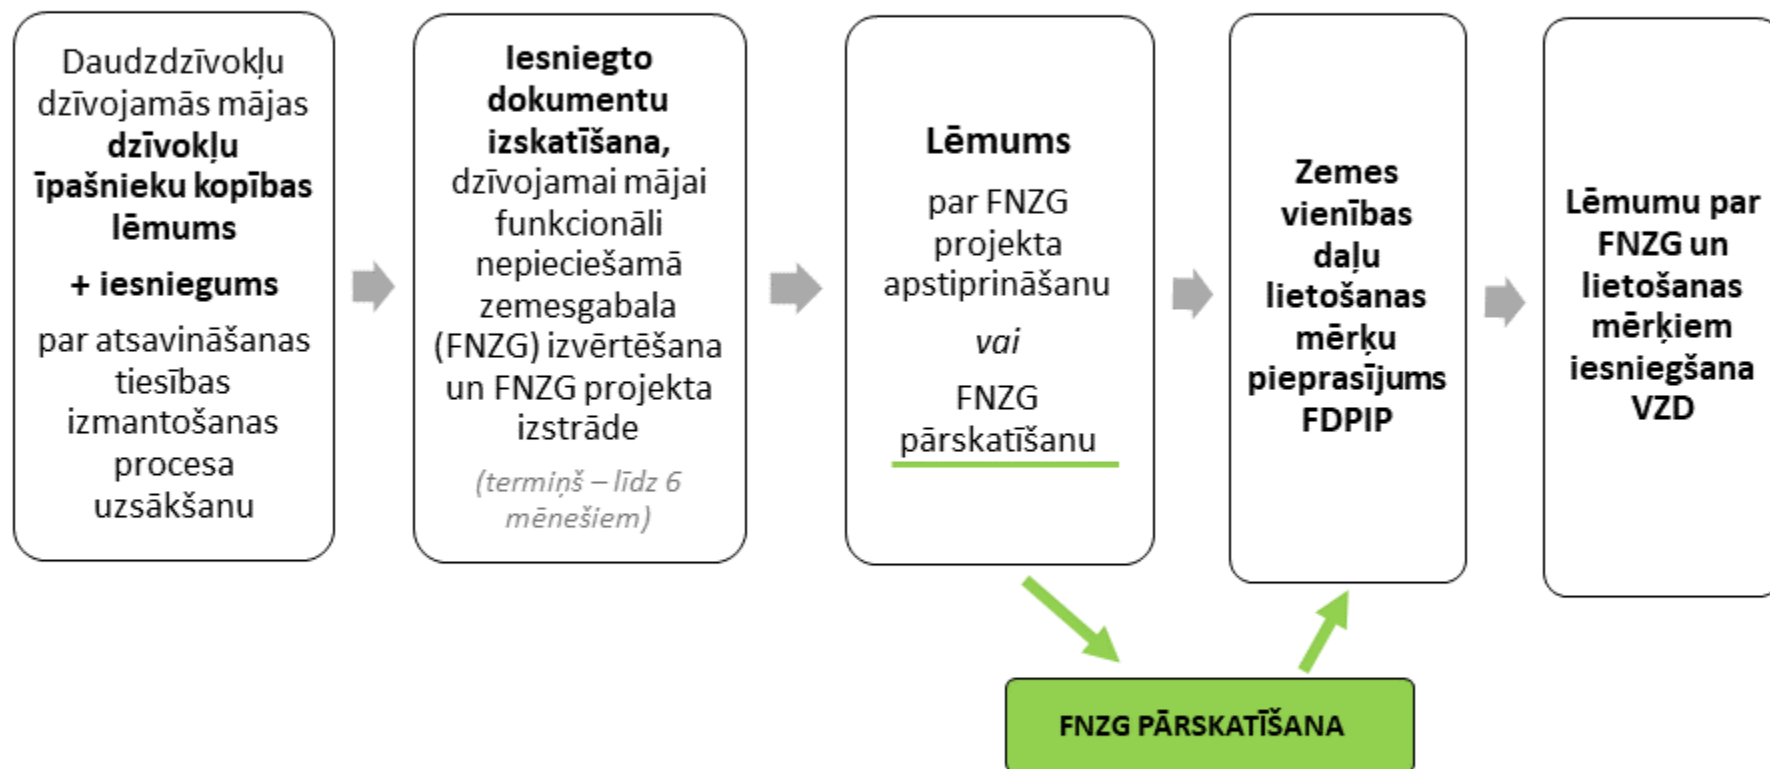 Daudzdzīvokļu
dzīvojamās mājas
dzīvokļu
īpašnieku kopības
lēmums
+ iesniegums
par atsavināšanas
tiesības
izmantošanas
procesa
uzsākšanu
Iesniegto
dokumentu
izskatīšana,
dzīvojamai mājai
funkcionāli
nepieciešamā
zemesgabala
(FNZG) izvērtēšana
un FNZG projekta
izstrāde
(termiņš – līdz 6
mēnešiem)
Lēmums
par FNZG
projekta
apstiprināšanu
vai
FNZG
pārskatīšanu
Zemes
vienības
daļu
lietošanas
mērķu
pieprasījums
FDPIP
Lēmumu par
FNZG un
lietošanas
mērķiem
iesniegšana
VZD
FNZG PĀRSKATĪŠANA